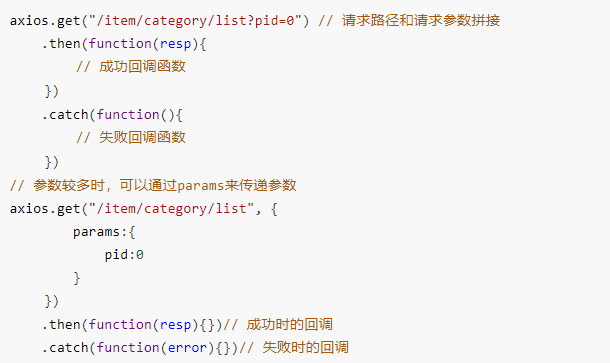 axios.get("/item/category/list?pid=0") // 请求路径和请求参数拼接
    .then(function(resp){
        // 成功回调函数
    })
    .catch(function(){
        // 失败回调函数
    })
// 参数较多时，可以通过params来传递参数
axios.get("/item/category/list", {
        params:{
            pid:0
        }
    })
    .then(function(resp){})// 成功时的回调
    .catch(function(error){})// 失败时的回调